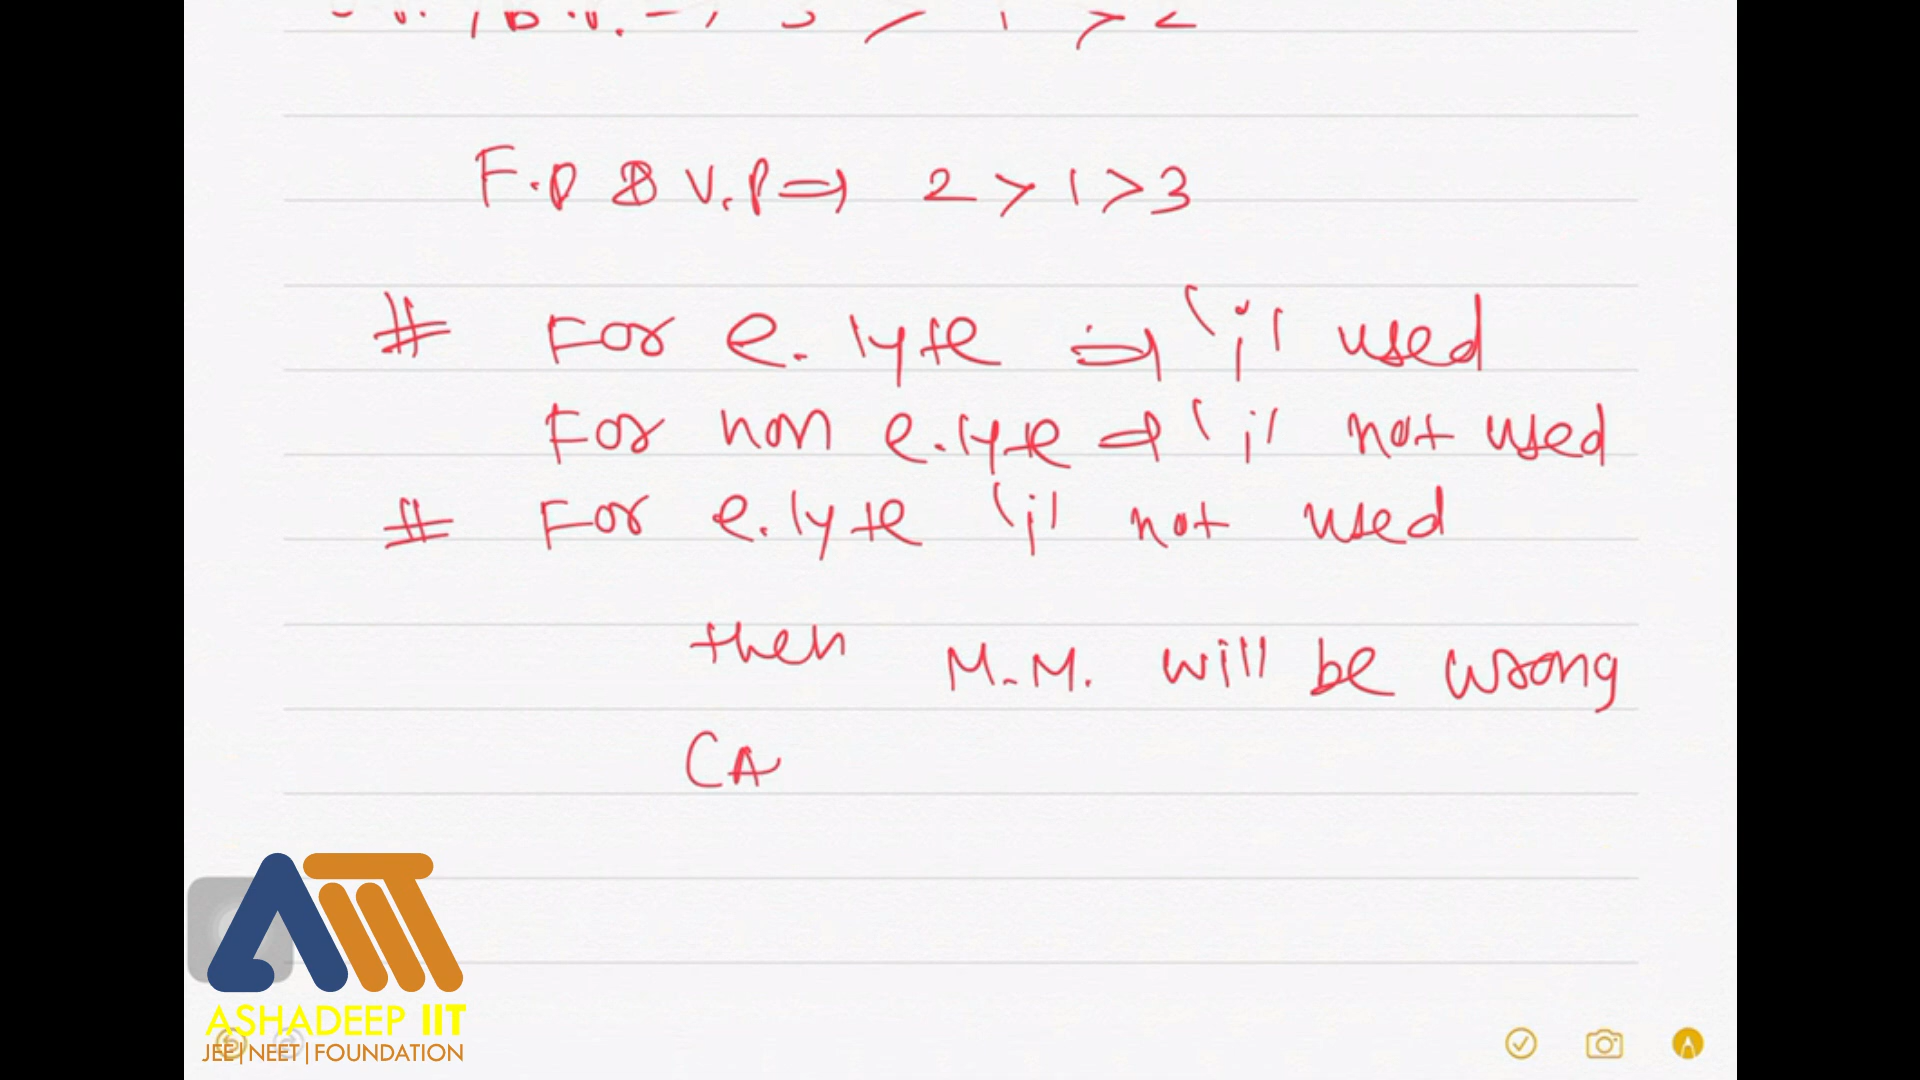 F.P & V.P ⇒ 2 > 1 > 3
# For e.lyte ⇒ 'i' used
For non e.lyte ⇒ 'i' not used
# For e.lyte 'i' not used
then M.M. will be wrong
CA
ASHADEEP IIT
JEE|NEET|FOUNDATION